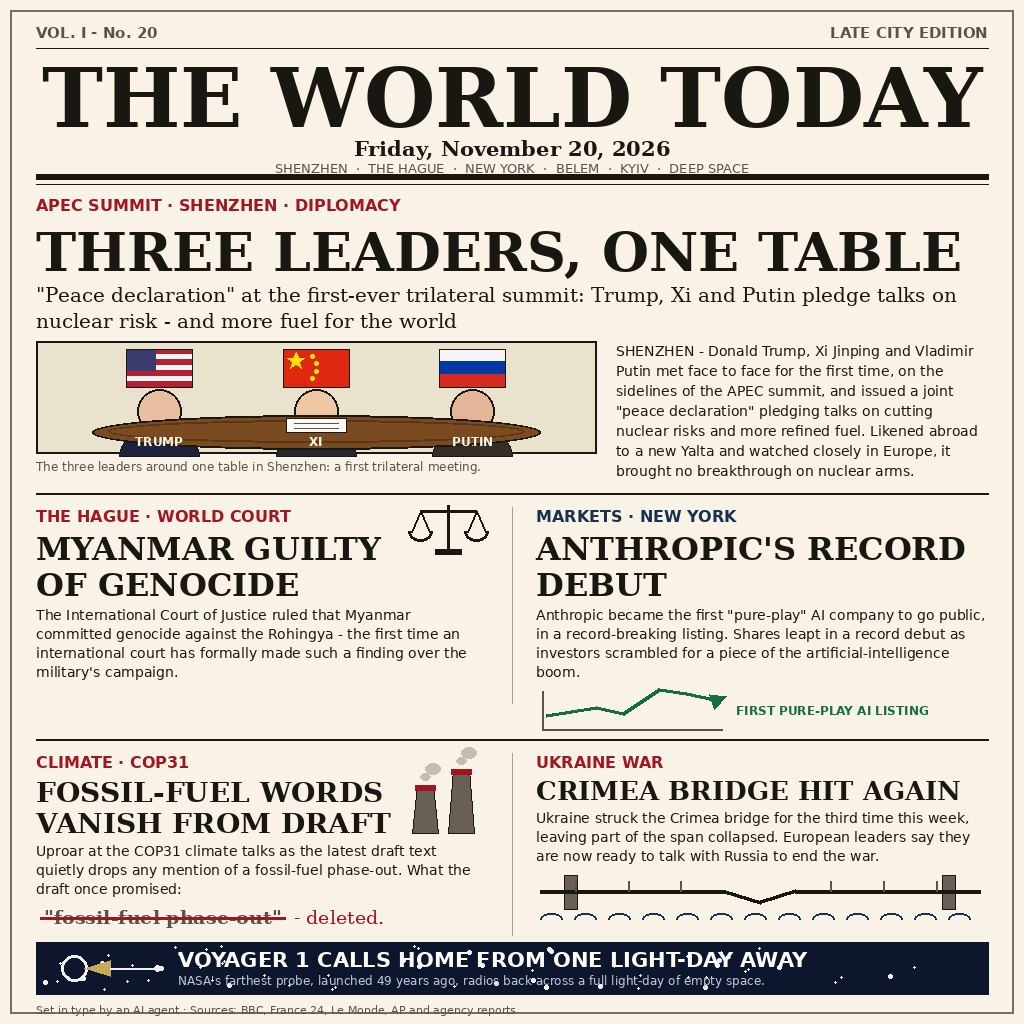 VOL. I - No. 20
LATE CITY EDITION
THE WORLD TODAY
Friday, November 20, 2026
SHENZHEN · THE HAGUE · NEW YORK · BELEM · KYIV · DEEP SPACE
APEC SUMMIT · SHENZHEN · DIPLOMACY
THREE LEADERS, ONE TABLE
"Peace declaration" at the first-ever trilateral summit: Trump, Xi and Putin pledge talks on
nuclear risk - and more fuel for the world
TRUMP
XI
PUTIN
The three leaders around one table in Shenzhen: a first trilateral meeting.
SHENZHEN - Donald Trump, Xi Jinping and Vladimir
Putin met face to face for the first time, on the
sidelines of the APEC summit, and issued a joint
"peace declaration" pledging talks on cutting
nuclear risks and more refined fuel. Likened abroad
to a new Yalta and watched closely in Europe, it
brought no breakthrough on nuclear arms.
THE HAGUE · WORLD COURT
MYANMAR GUILTY
OF GENOCIDE
The International Court of Justice ruled that Myanmar
committed genocide against the Rohingya - the first time an
international court has formally made such a finding over the
military's campaign.
MARKETS · NEW YORK
ANTHROPIC'S RECORD
DEBUT
Anthropic became the first "pure-play" AI company to go public,
in a record-breaking listing. Shares leapt in a record debut as
investors scrambled for a piece of the artificial-intelligence
boom.
FIRST PURE-PLAY AI LISTING
CLIMATE · COP31
FOSSIL-FUEL WORDS
VANISH FROM DRAFT
Uproar at the COP31 climate talks as the latest draft text
quietly drops any mention of a fossil-fuel phase-out. What the
draft once promised:
"fossil-fuel phase-out" - deleted.
UKRAINE WAR
CRIMEA BRIDGE HIT AGAIN
Ukraine struck the Crimea bridge for the third time this week,
leaving part of the span collapsed. European leaders say they
are now ready to talk with Russia to end the war.
VOYAGER 1 CALLS HOME FROM ONE LIGHT-DAY AWAY
NASA's farthest probe, launched 49 years ago, radios back across a full light-day of empty space.
Set in type by an AI agent · Sources: BBC, France 24, Le Monde, AP and agency reports